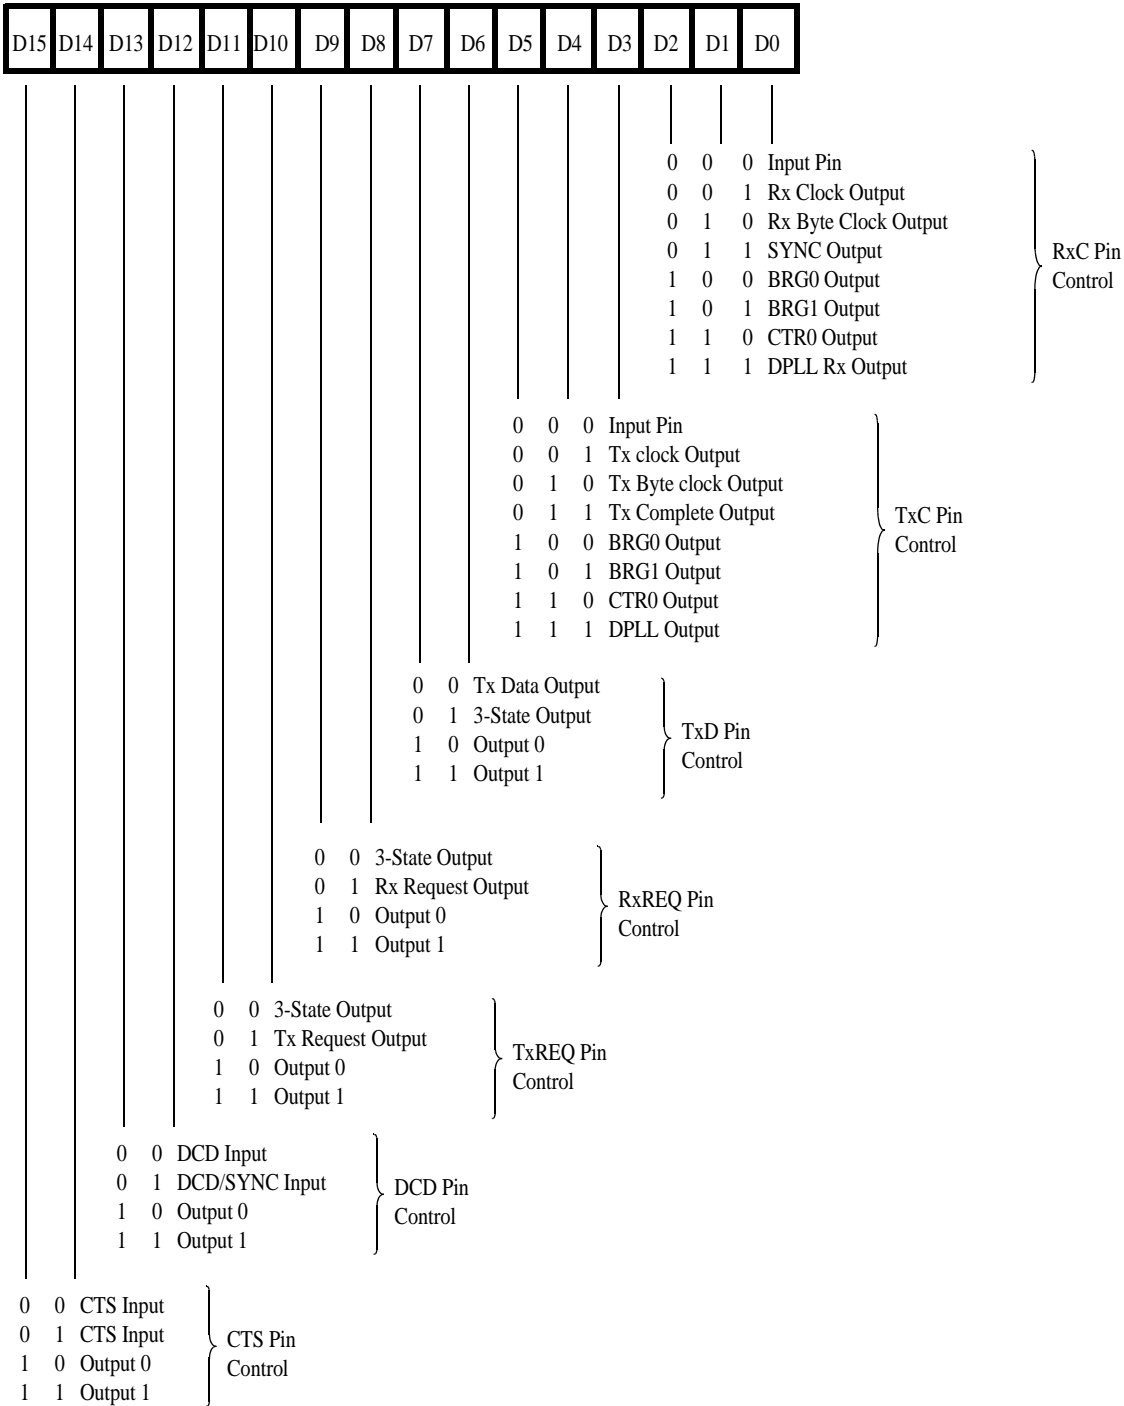 D15 D14 D13 D12 D11 D10 D9 D8 D7 D6 D5 D4 D3 D2 D1 D0
0 0 0 Input Pin
0 0 1 Rx Clock Output
0 1 0 Rx Byte Clock Output
0 1 1 SYNC Output
1 0 0 BRG0 Output
1 0 1 BRG1 Output
1 1 0 CTR0 Output
1 1 1 DPLL Rx Output
RxC Pin
Control
0 0 0 Input Pin
0 0 1 Tx clock Output
0 1 0 Tx Byte clock Output
0 1 1 Tx Complete Output
1 0 0 BRG0 Output
1 0 1 BRG1 Output
1 1 0 CTR0 Output
1 1 1 DPLL Output
TxC Pin
Control
0 0 Tx Data Output
0 1 3-State Output
1 0 Output 0
1 1 Output 1
TxD Pin
Control
0 0 3-State Output
0 1 Rx Request Output
1 0 Output 0
1 1 Output 1
RxREQ Pin
Control
0 0 3-State Output
0 1 Tx Request Output
1 0 Output 0
1 1 Output 1
TxREQ Pin
Control
0 0 DCD Input
0 1 DCD/SYNC Input
1 0 Output 0
1 1 Output 1
DCD Pin
Control
0 0 CTS Input
0 1 CTS Input
1 0 Output 0
1 1 Output 1
CTS Pin
Control